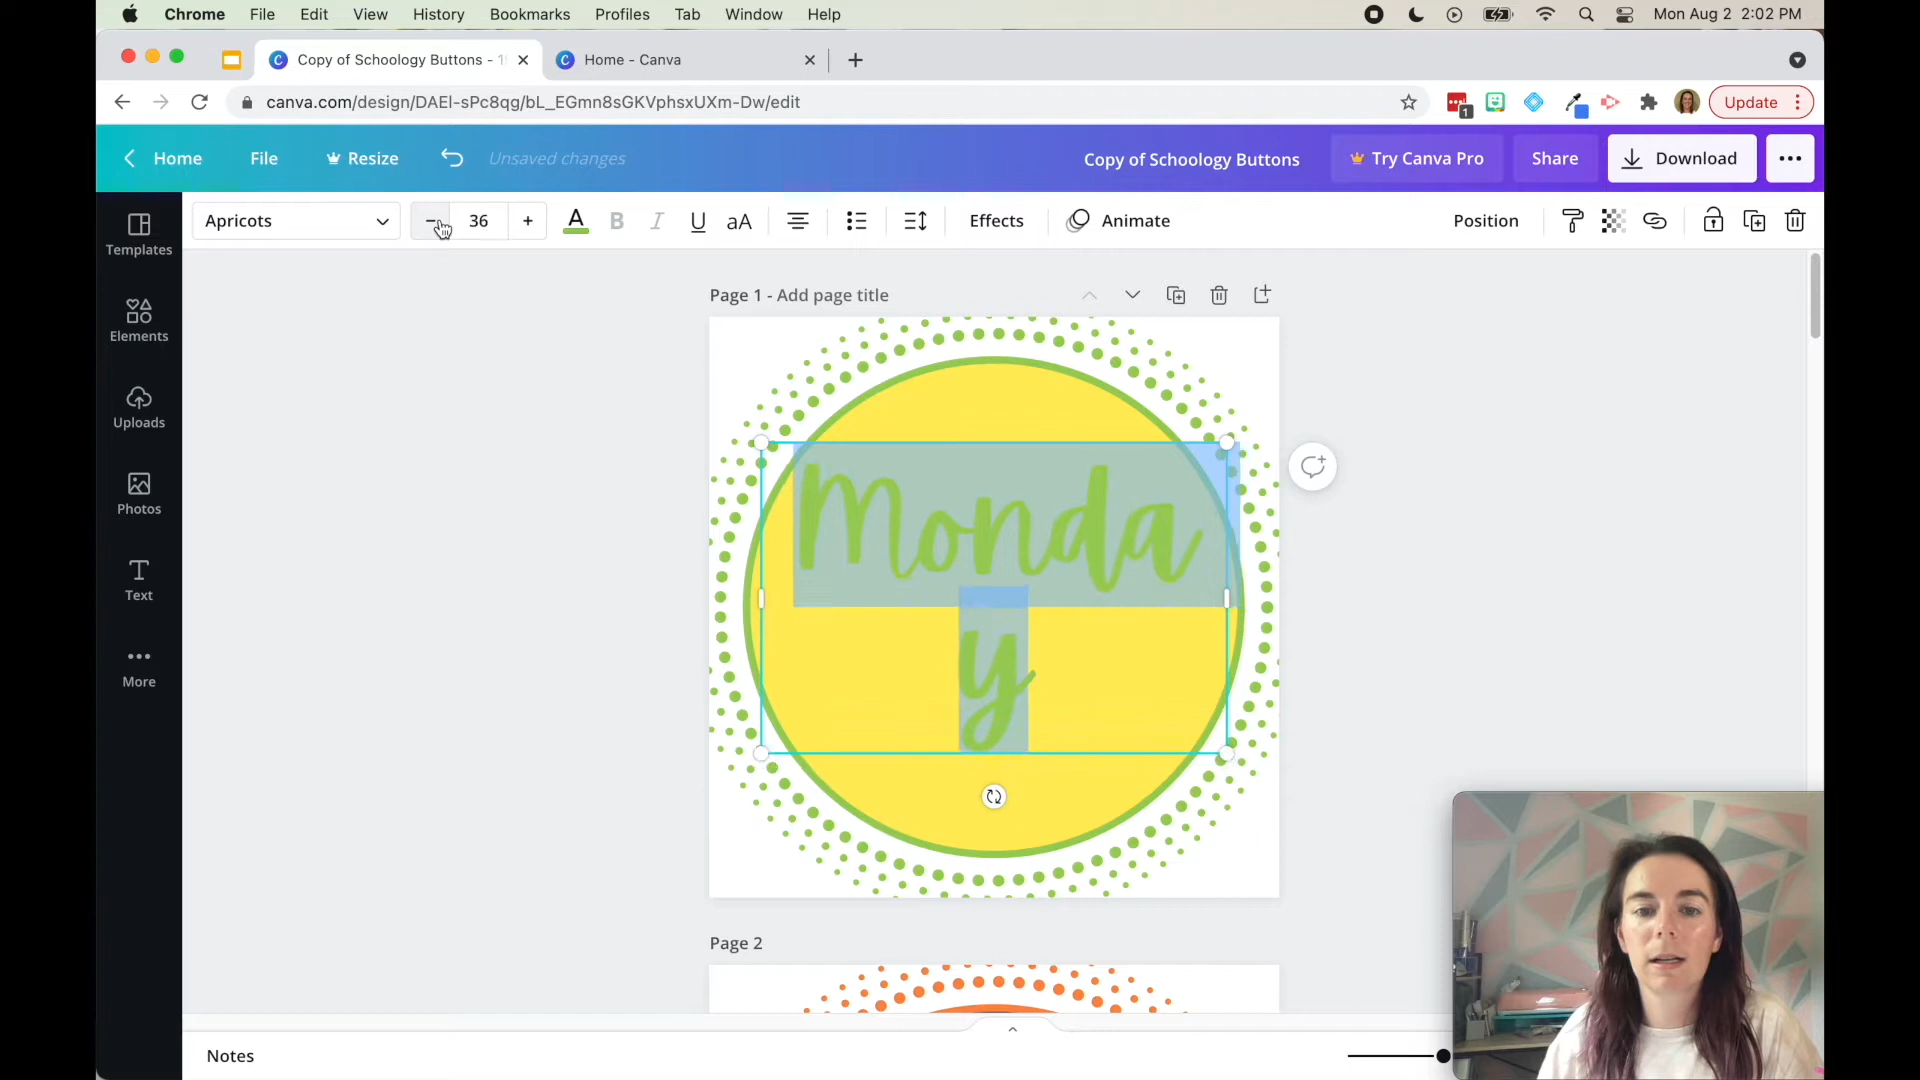 Chrome File Edit View History Bookmarks Profiles Tab Window Help Mon Aug 2 2:02 PM
Copy of Schoology Buttons - Home - Canva
canva.com/design/DAEl-sPc8qg/bL_EGmn8sGKVphsxUXm-Dw/edit 1 Update
Home File Resize Unsaved changes Copy of Schoology Buttons Try Canva Pro Share Download
Apricots 36 A B I U aA Effects Animate Position
Templates
Elements
Uploads
Photos
Text
More
Page 1 - Add page title
Monda
y
Page 2
Notes